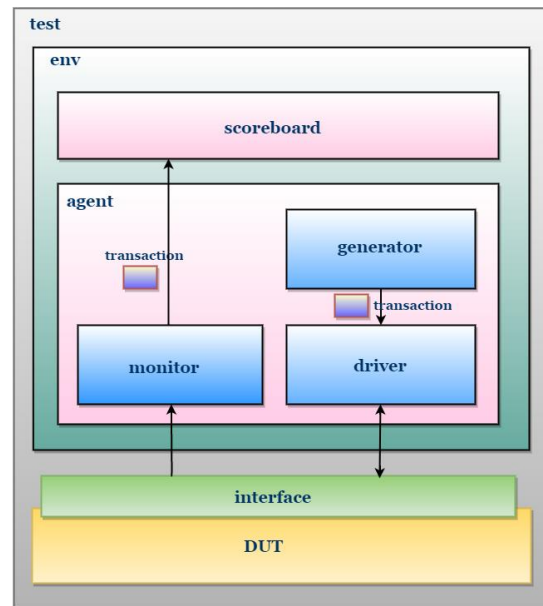 test
env
scoreboard
agent
generator
transaction
transaction
monitor
driver
interface
DUT